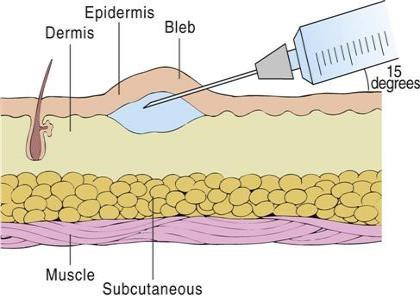 Epidermis
Dermis
Bleb
15
degrees
Muscle
Subcutaneous